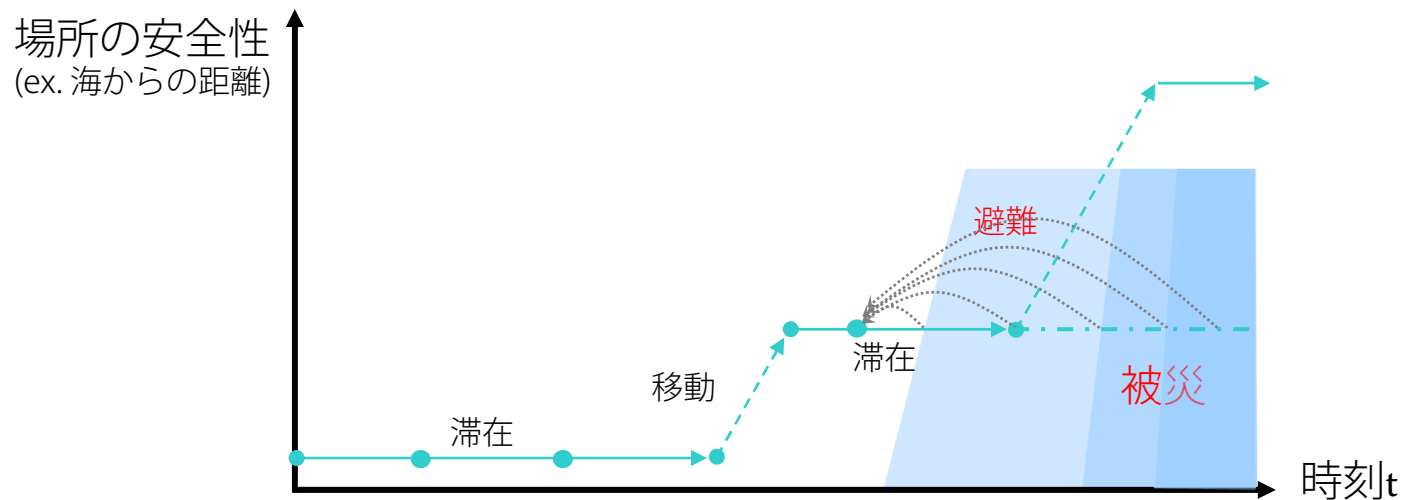 場所の安全性
(ex. 海からの距離)
避難
滞在
移動
被災
滞在
時刻t